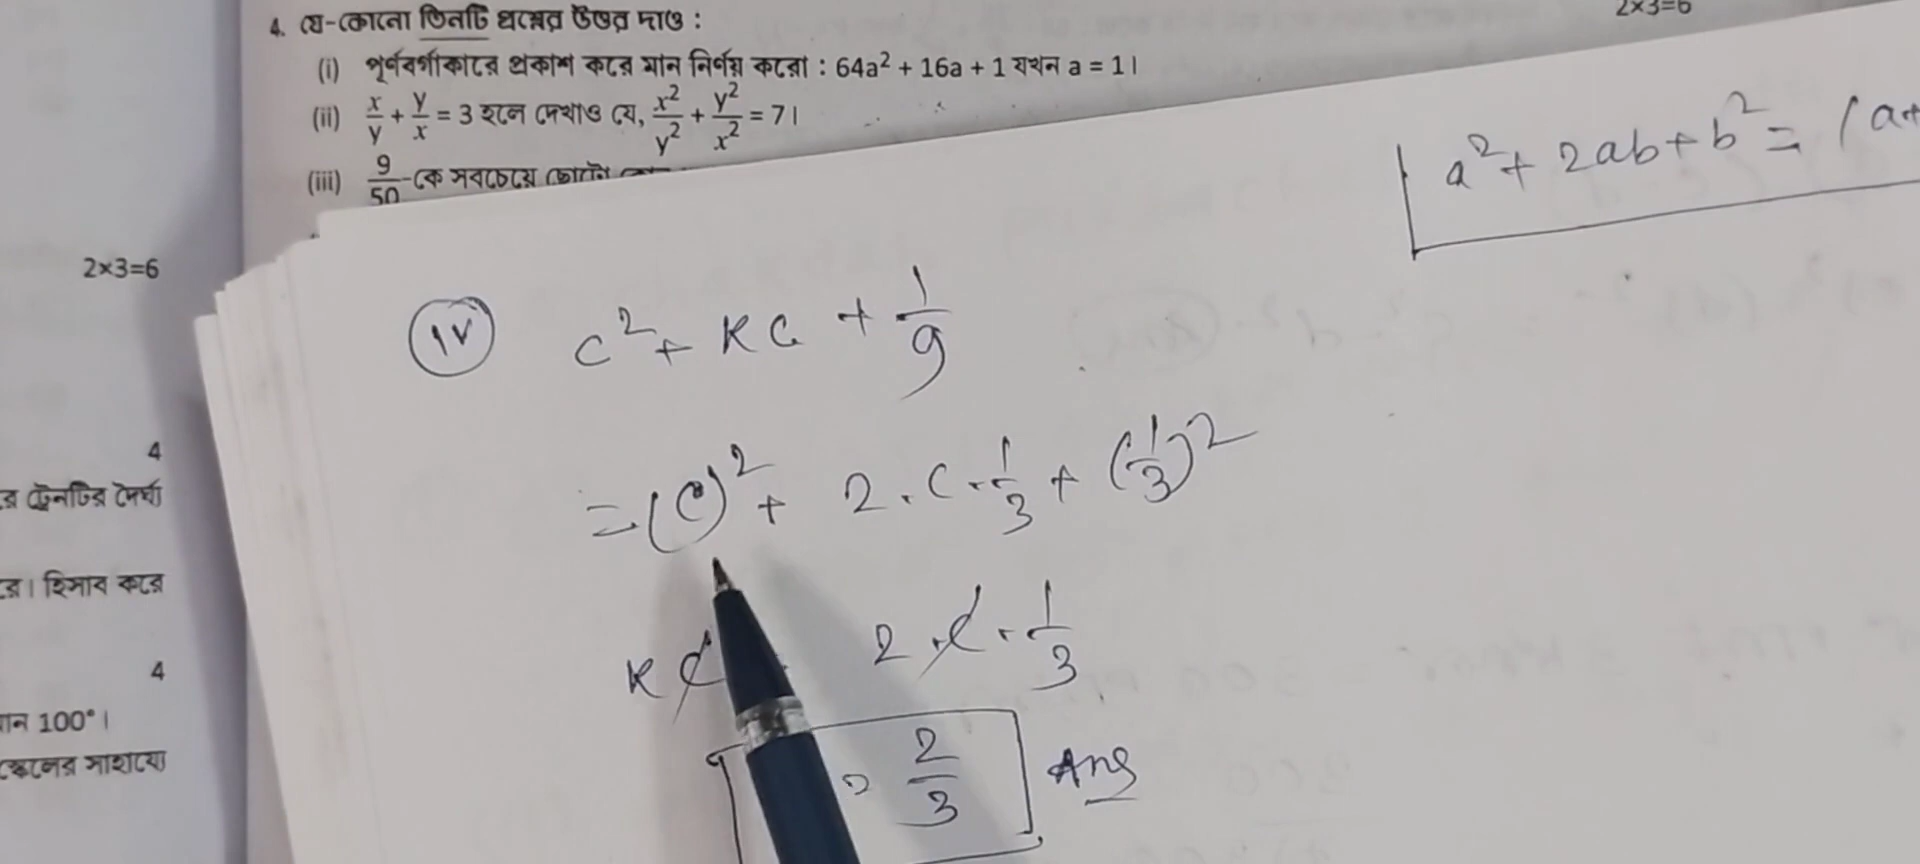 2×3=6
4. যে-কোনো তিনটি প্রশ্নের উত্তর দাও :
(i) পূর্ণবর্গাকারে প্রকাশ করে মান নির্ণয় করো : 64a² + 16a + 1 যখন a = 1।
(ii) x/y + y/x = 3 হলে দেখাও যে, x²/y² + y²/x² = 7।
(iii) 9/50-কে সবচেয়ে ছোটো
a² + 2ab + b² = (a+
2×3=6
(iv) c² + kc + 1/9
= (c)² + 2 . c . 1/3 + (1/3)²
4
ট্রেনটির দৈর্ঘ্য
kc 2 . c . 1/3
হিসাব করে
4
= 2/3 Ans
100°।
স্কেলের সাহায্যে